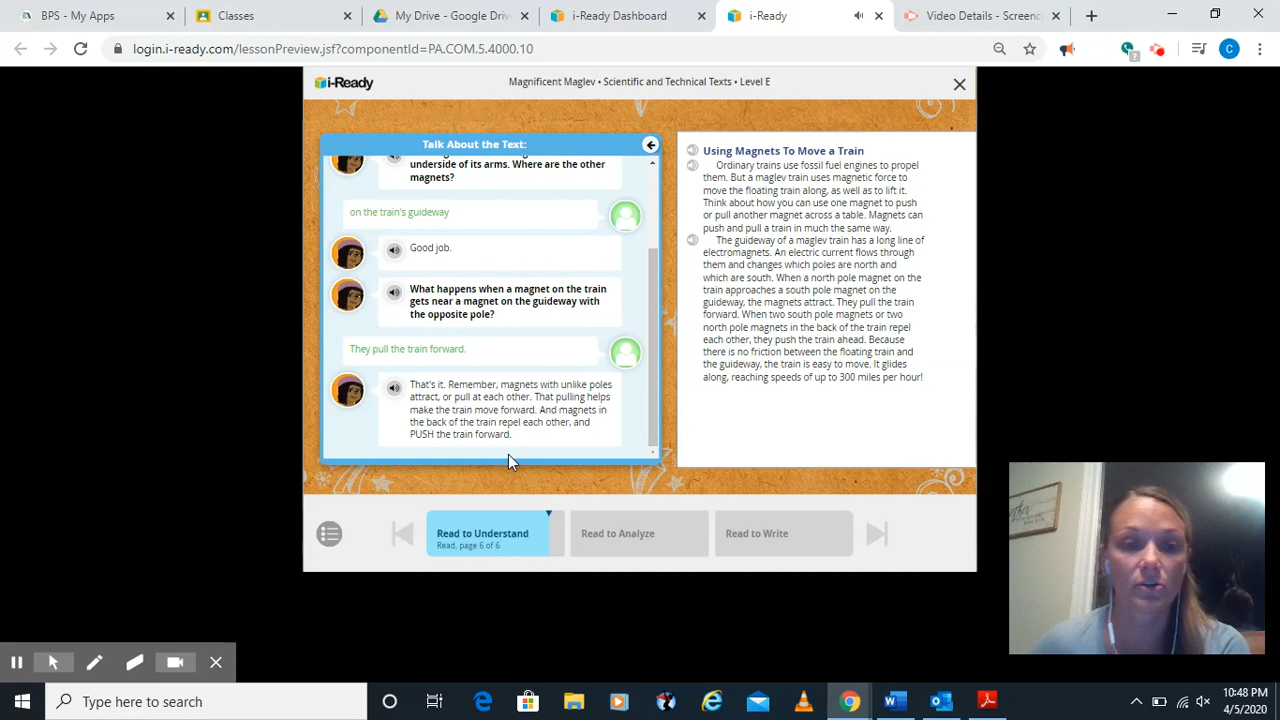 BPS - My Apps
Classes
My Drive - Google Dri
i-Ready Dashboard
i-Ready
Video Details - Screenc
login.i-ready.com/lessonPreview.jsf?componentId=PA.COM.5.4000.10
C
i-Ready
Magnificent Maglev • Scientific and Technical Texts • Level E
Talk About the Text:
underside of its arms. Where are the other
magnets?
on the train's guideway
Good job.
What happens when a magnet on the train
gets near a magnet on the guideway with
the opposite pole?
They pull the train forward.
That's it. Remember, magnets with unlike poles
attract, or pull at each other. That pulling helps
make the train move forward. And magnets in
the back of the train repel each other, and
PUSH the train forward.
Using Magnets To Move a Train
Ordinary trains use fossil fuel engines to propel
them. But a maglev train uses magnetic force to
move the floating train along, as well as to lift it.
Think about how you can use one magnet to push
or pull another magnet across a table. Magnets can
push and pull a train in much the same way.
The guideway of a maglev train has a long line of
electromagnets. An electric current flows through
them and changes which poles are north and
which are south. When a north pole magnet on the
train approaches a south pole magnet on the
guideway, the magnets attract. They pull the train
forward. When two south pole magnets or two
north pole magnets in the back of the train repel
each other, they push the train ahead. Because
there is no friction between the floating train and
the guideway, the train is easy to move. It glides
along, reaching speeds of up to 300 miles per hour!
Read to Understand
Read, page 6 of 6
Read to Analyze
Read to Write
Type here to search
10:48 PM
4/5/2020